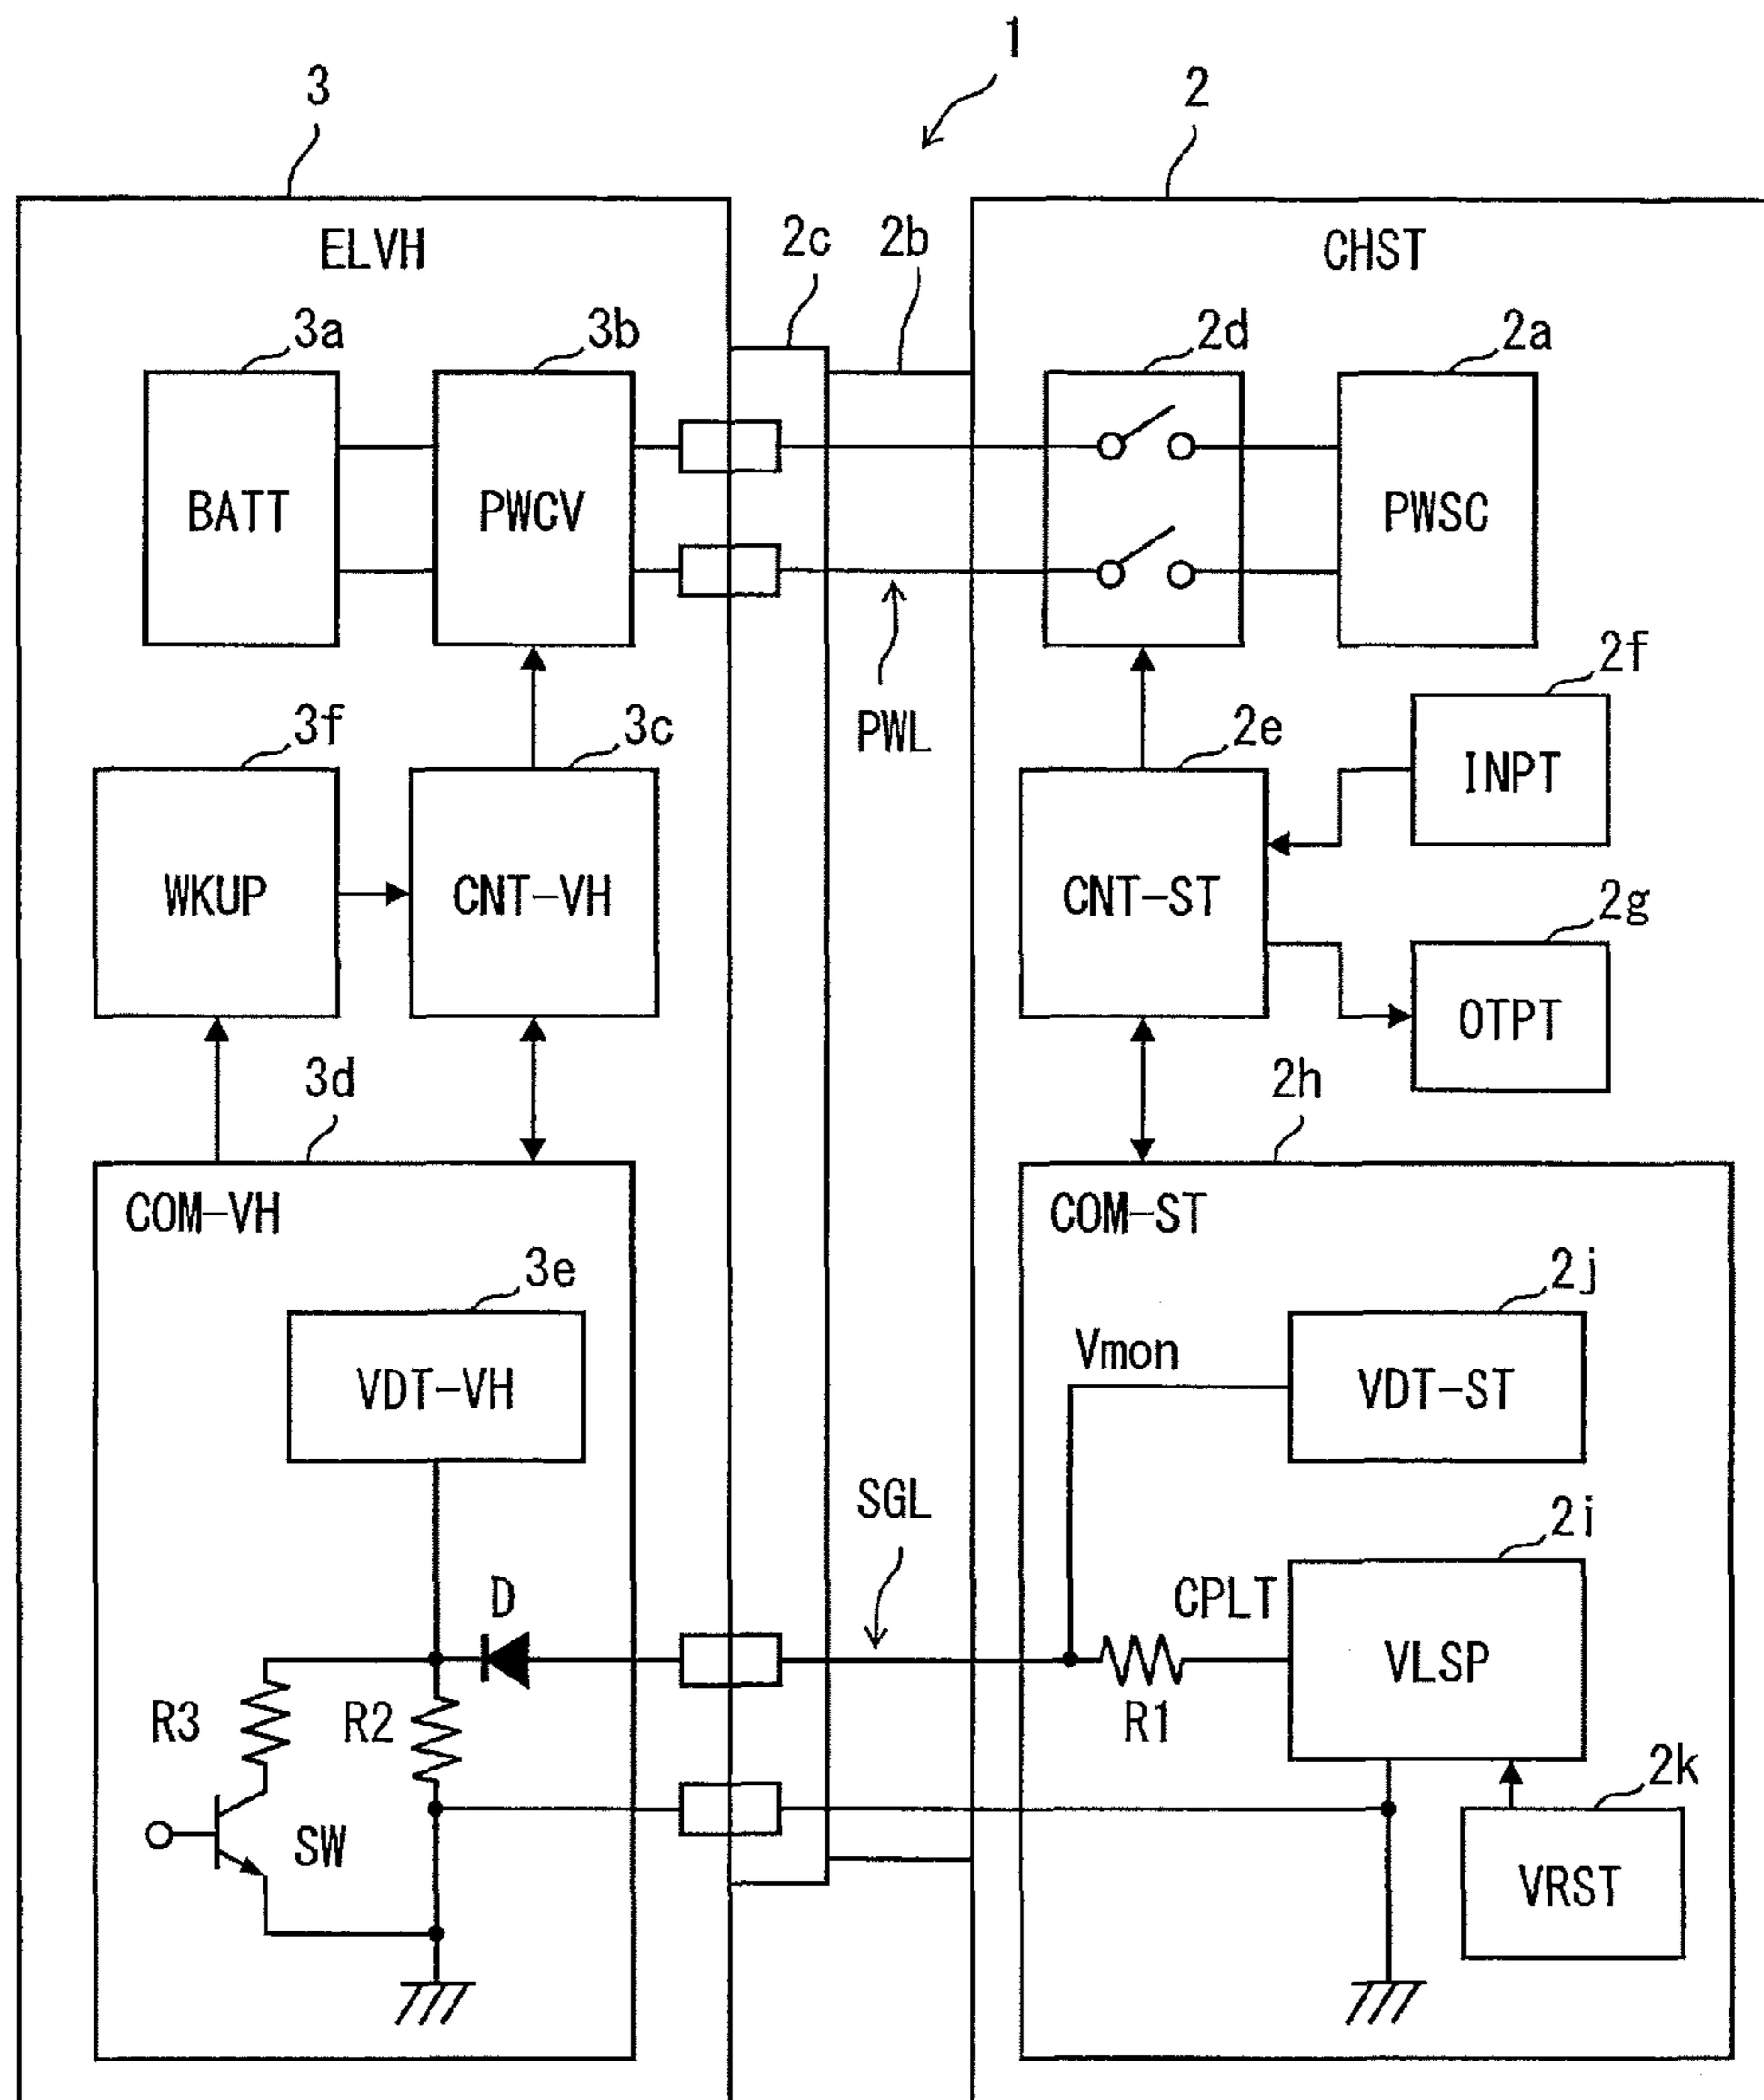 1
3
2
ELVH
2c
2b
CHST
3a
3b
2d
2a
BATT
PWCV
PWSC
2f
PWL
3f
3c
2e
INPT
WKUP
CNT-VH
CNT-ST
2g
OTPT
3d
2h
COM-VH
COM-ST
3e
2j
Vmon
VDT-VH
VDT-ST
SGL
2i
D
CPLT
VLSP
R3
R2
R1
2k
SW
VRST